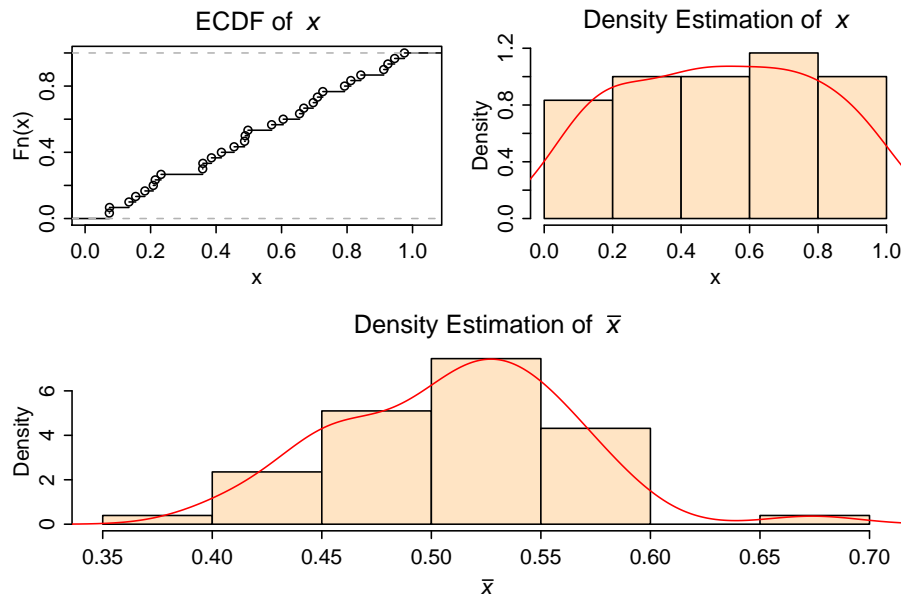 ECDF of x
Fn(x)
0.0 0.4 0.8
0.0 0.2 0.4 0.6 0.8 1.0
x
Density Estimation of x
Density
0.0 0.4 0.8 1.2
0.0 0.2 0.4 0.6 0.8 1.0
x
Density Estimation of x̅
Density
0 2 4 6
0.35 0.40 0.45 0.50 0.55 0.60 0.65 0.70
x̅